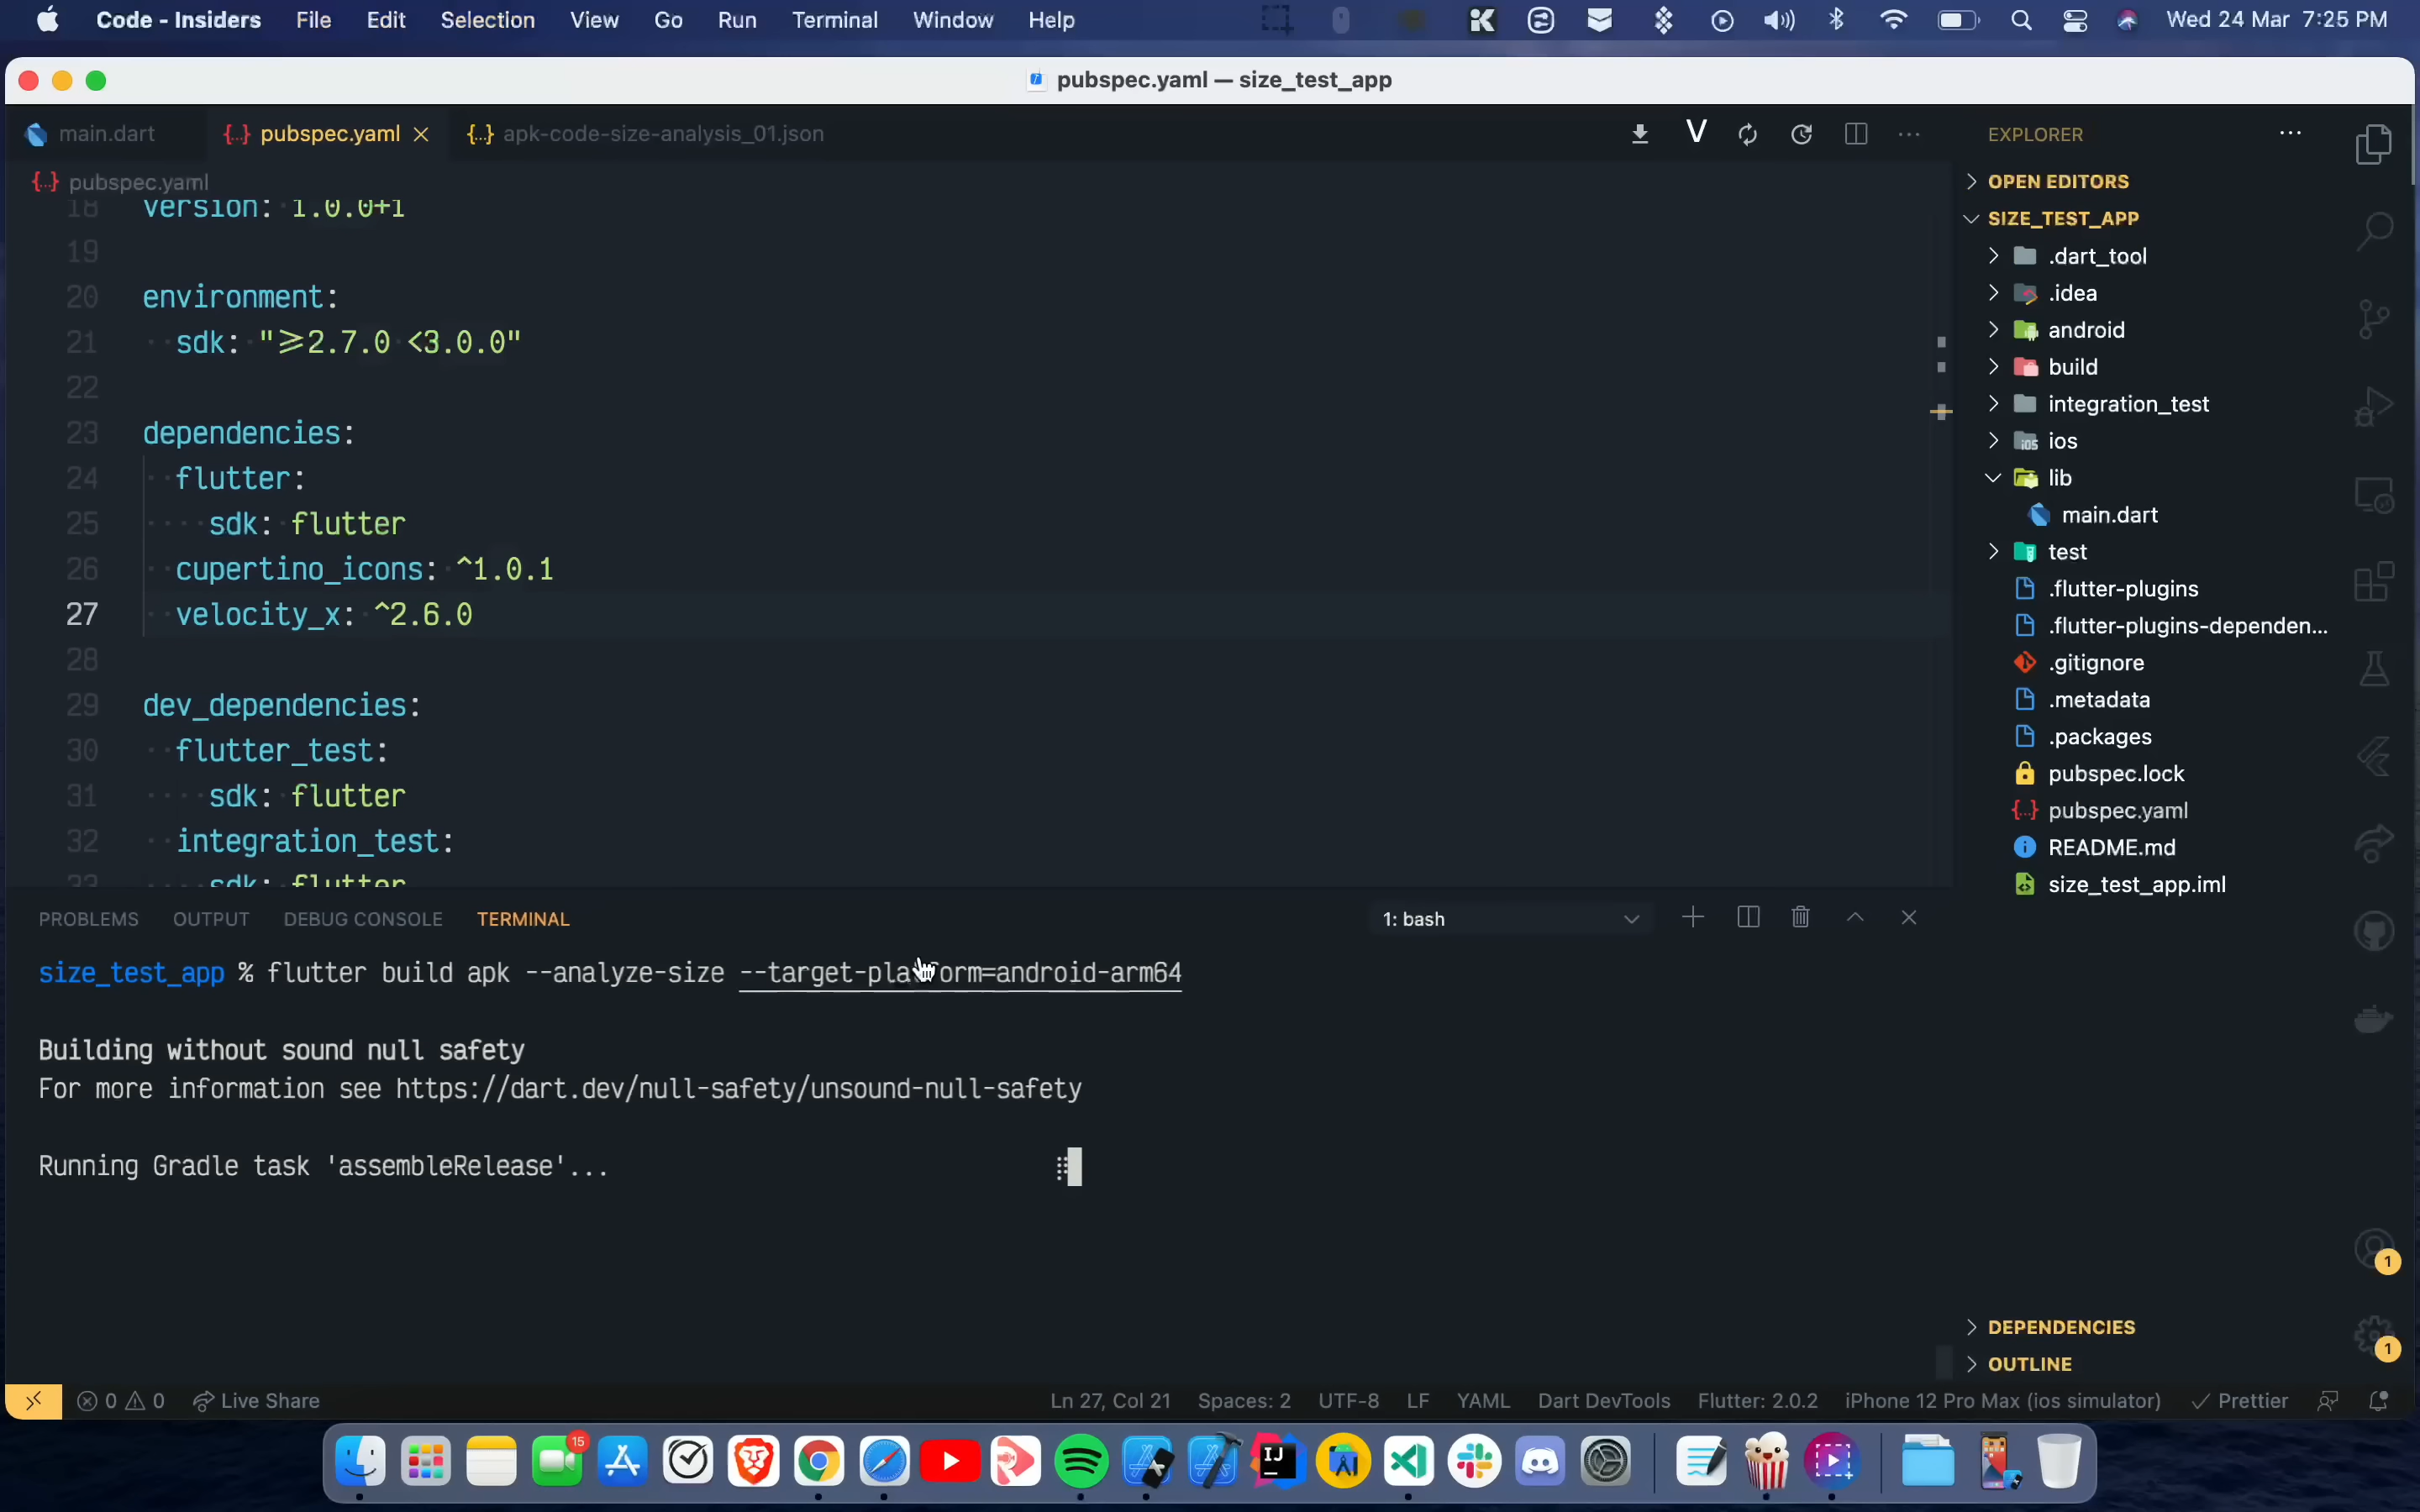 Code - Insiders File Edit Selection View Go Run Terminal Window Help Wed 24 Mar 7:25 PM
pubspec.yaml — size_test_app
main.dart {..} pubspec.yaml {..} apk-code-size-analysis_01.json V ...
{..} pubspec.yaml
18 version: 1.0.0+1
19
20 environment:
21 sdk: "≥2.7.0 <3.0.0"
22
23 dependencies:
24 flutter:
25 sdk: flutter
26 cupertino_icons: ^1.0.1
27 velocity_x: ^2.6.0
28
29 dev_dependencies:
30 flutter_test:
31 sdk: flutter
32 integration_test:
33 sdk: flutter
EXPLORER ...
OPEN EDITORS
SIZE_TEST_APP
.dart_tool
.idea
android
build
integration_test
iOS ios
lib
main.dart
test
.flutter-plugins
.flutter-plugins-dependen...
.gitignore
.metadata
.packages
pubspec.lock
{..} pubspec.yaml
README.md
size_test_app.iml
DEPENDENCIES
OUTLINE
1
1
PROBLEMS OUTPUT DEBUG CONSOLE TERMINAL 1: bash
size_test_app % flutter build apk --analyze-size --target-platform=android-arm64
Building without sound null safety
For more information see https://dart.dev/null-safety/unsound-null-safety
Running Gradle task 'assembleRelease'...
0 0 Live Share Ln 27, Col 21 Spaces: 2 UTF-8 LF YAML Dart DevTools Flutter: 2.0.2 iPhone 12 Pro Max (ios simulator) Prettier
15
IJ